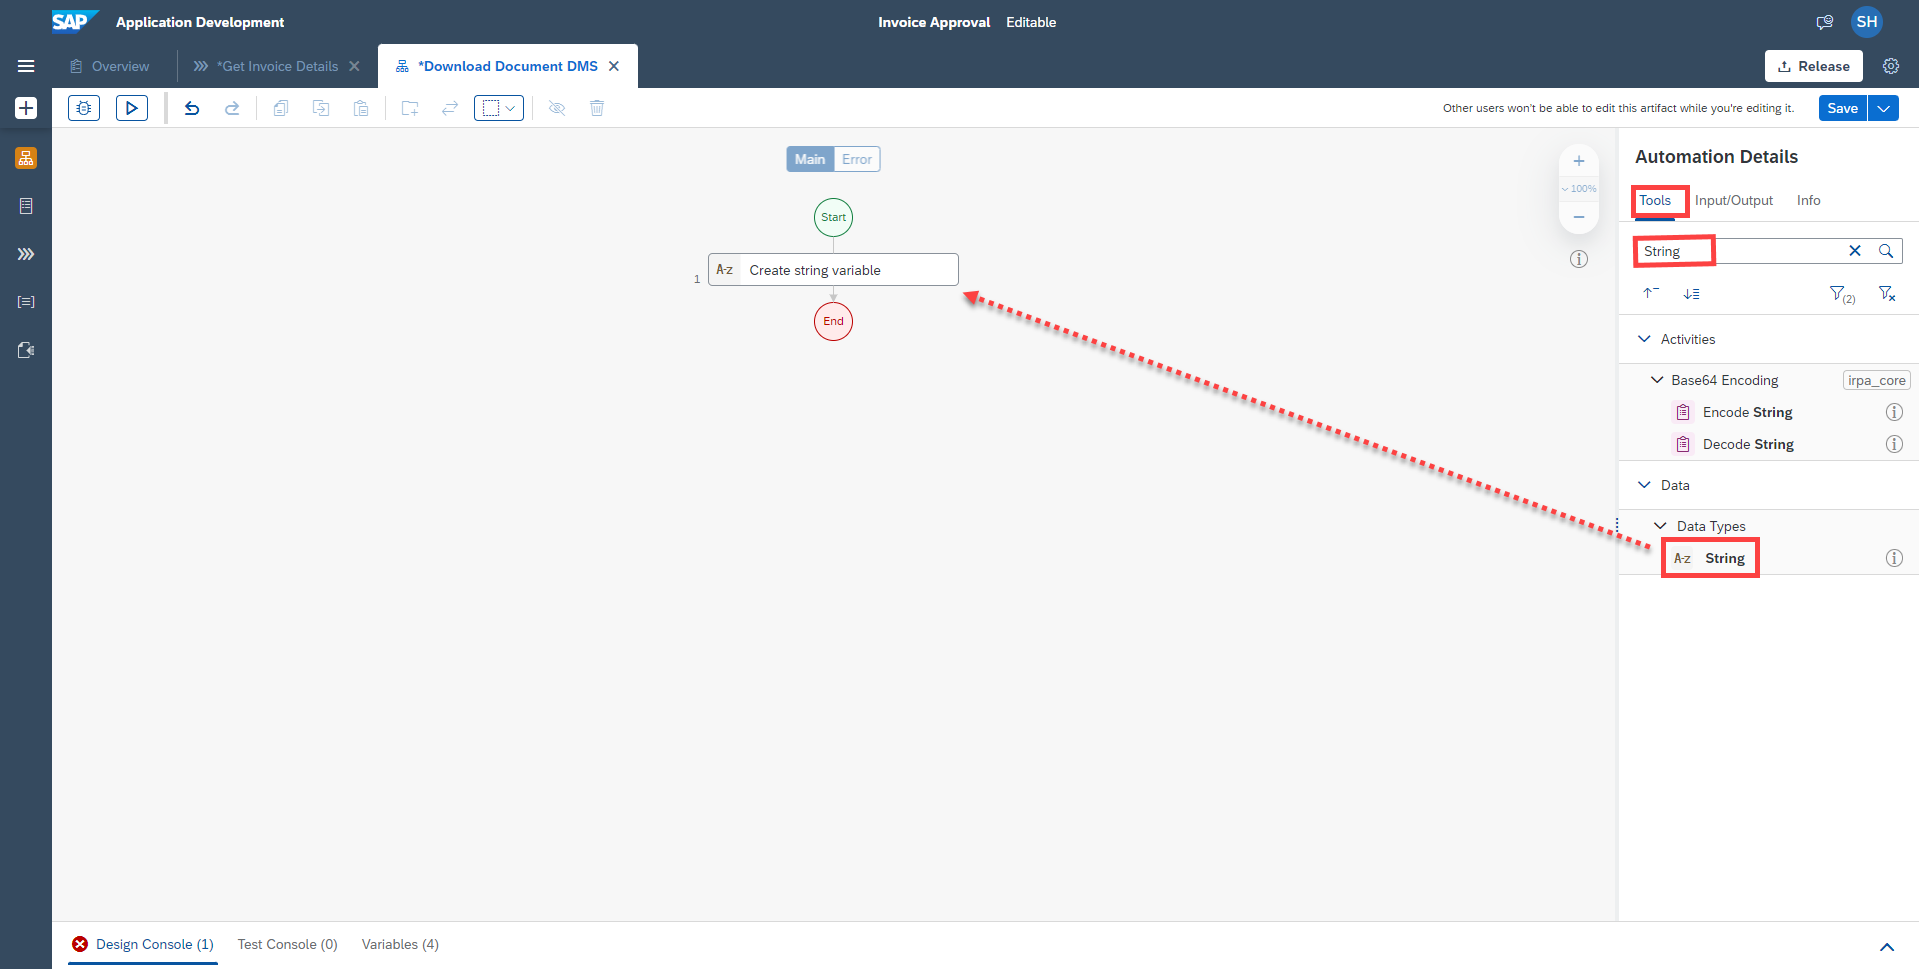 SAP Application Development
Invoice Approval Editable
SH
Overview
*Get Invoice Details
*Download Document DMS
Release
Other users won't be able to edit this artifact while you're editing it.
Save
Main Error
Start
1 A-z Create string variable
End
100%
Automation Details
Tools Input/Output Info
String
(2)
Activities
Base64 Encoding irpa_core
Encode String
Decode String
Data
Data Types
A-z String
Design Console (1) Test Console (0) Variables (4)